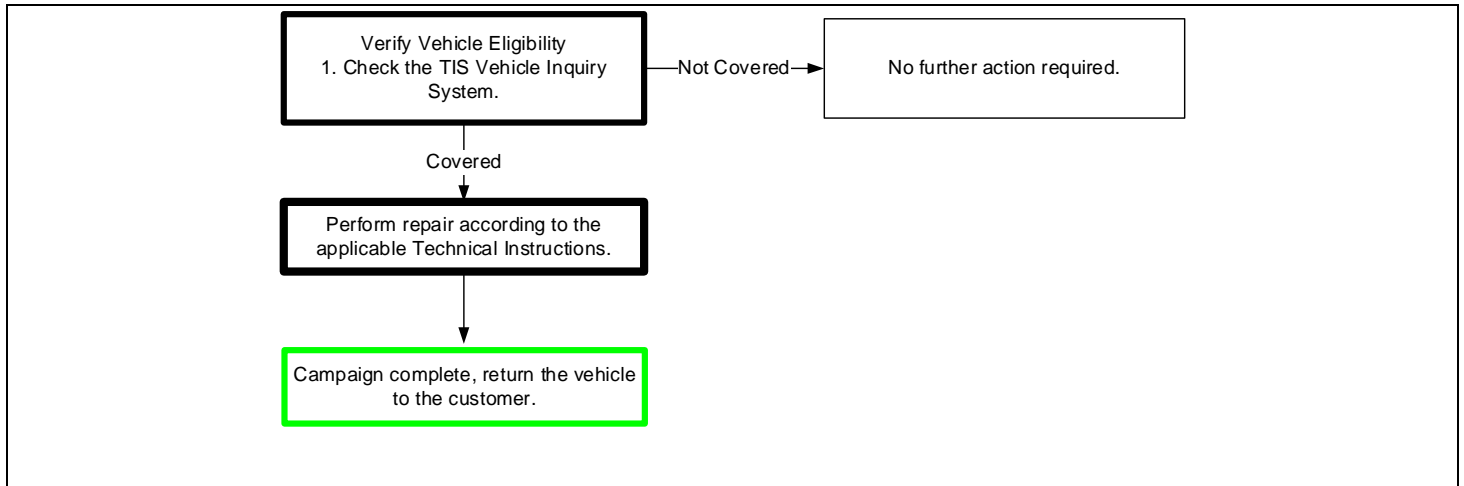 Verify Vehicle Eligibility
1. Check the TIS Vehicle Inquiry
System.
Not Covered
No further action required.
Covered
Perform repair according to the
applicable Technical Instructions.
Campaign complete, return the vehicle
to the customer.